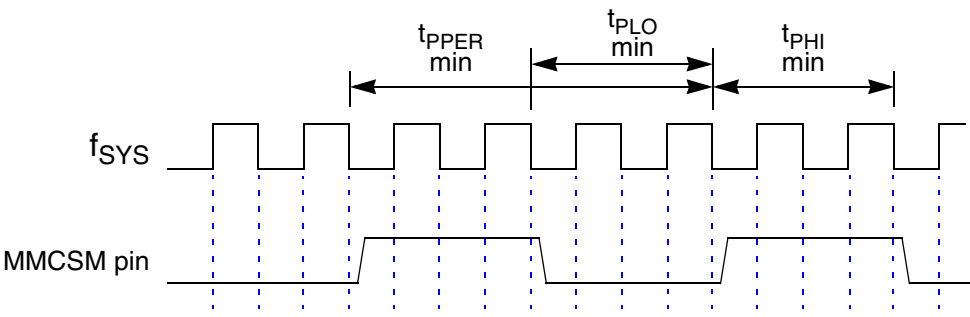 tPPER
min
tPLO
min
tPHI
min
fSYS
MMCSM pin